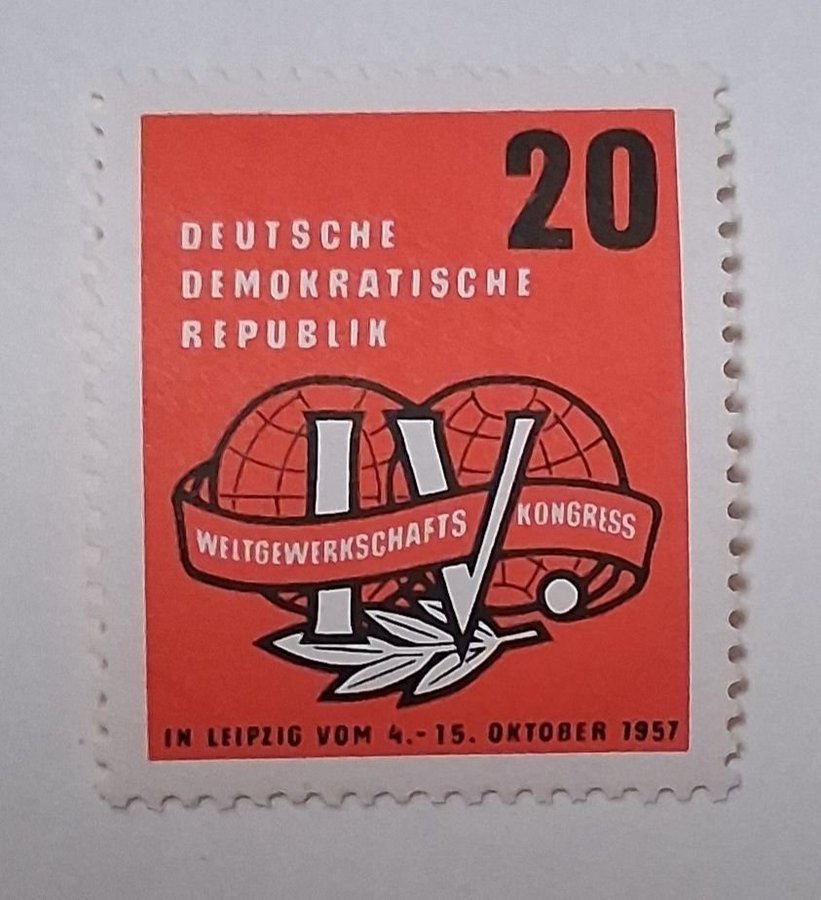 20
DEUTSCHE
DEMOKRATISCHE
REPUBLIK
IV.
WELTGEWERKSCHAFTS KONGRESS
IN LEIPZIG VOM 4.-15. OKTOBER 1957